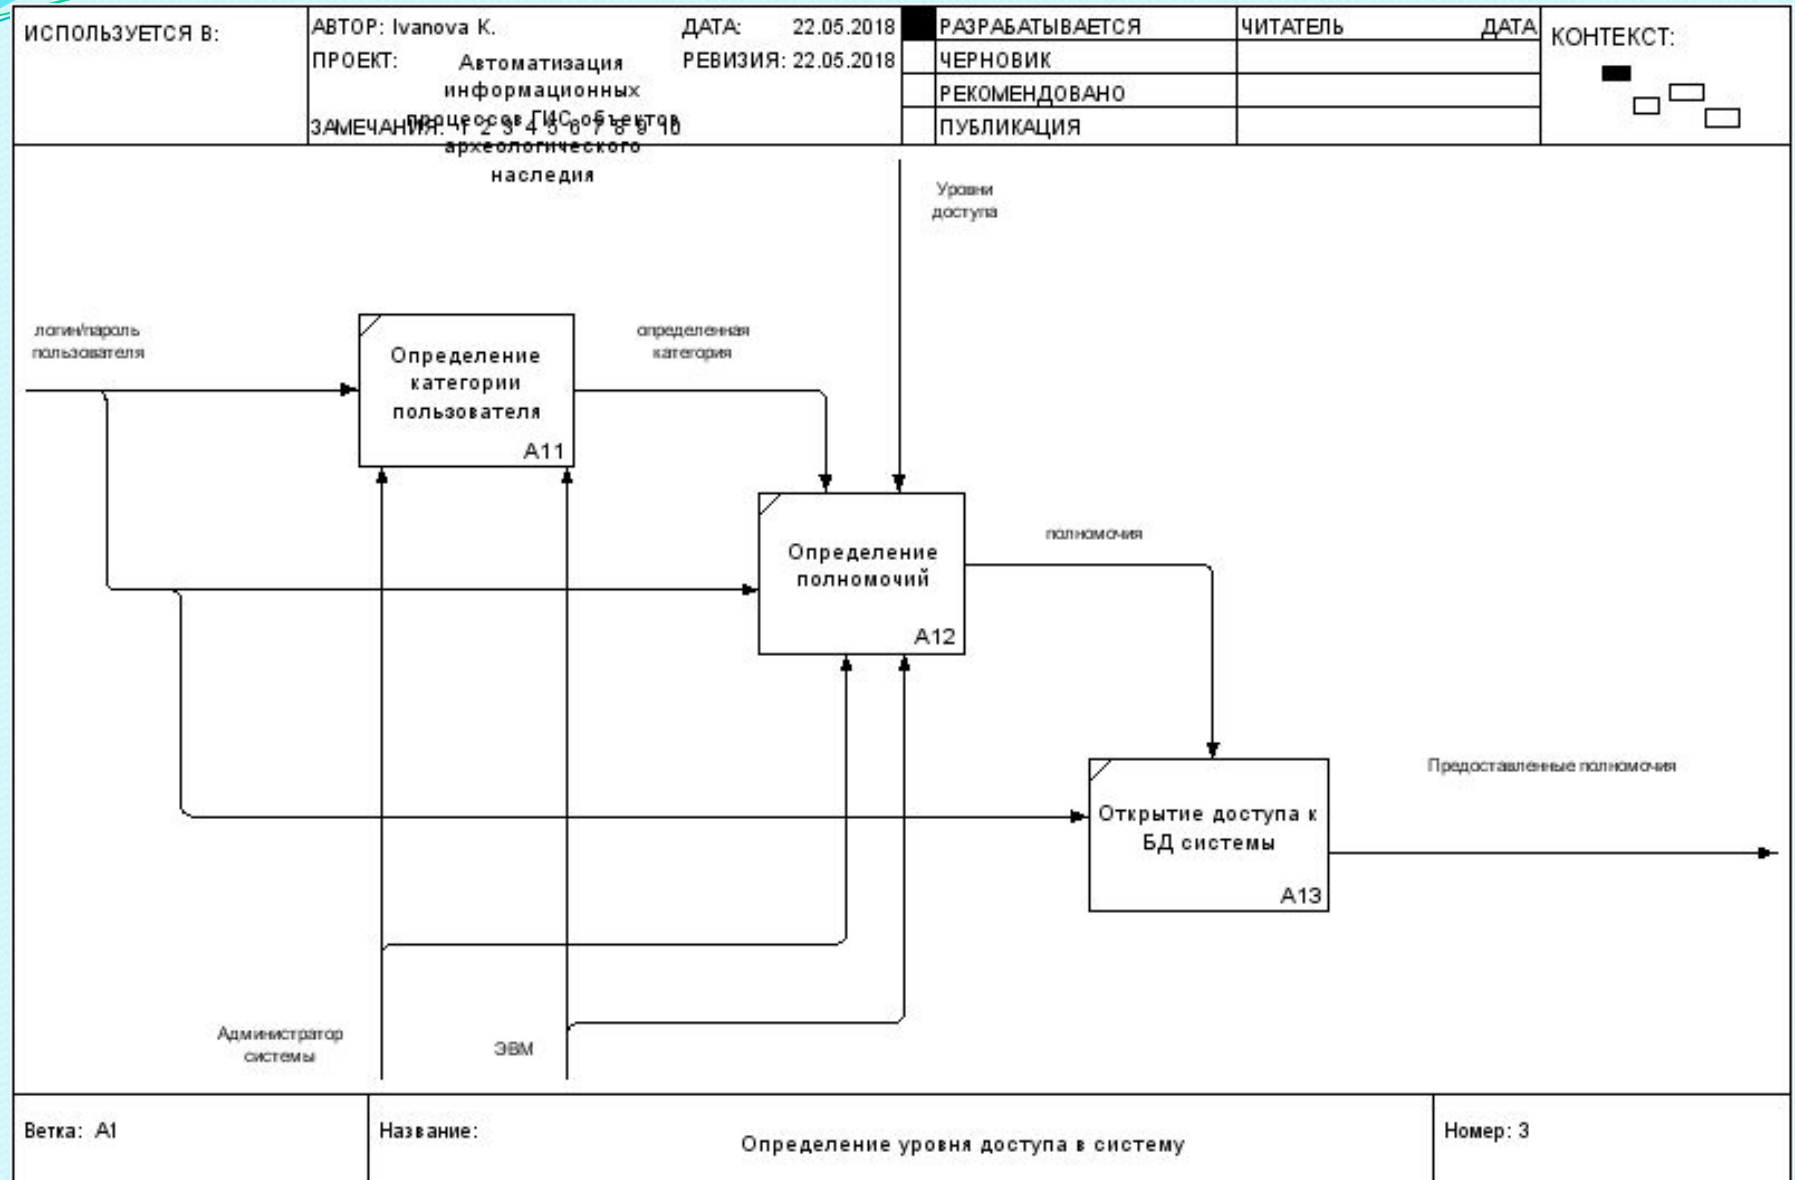 ИСПОЛЬЗУЕТСЯ В:
АВТОР: Ivanova K.
ДАТА: 22.05.2018
ПРОЕКТ: Автоматизация
информационных
процессов ГИС объектов
археологического
наследия
РЕВИЗИЯ: 22.05.2018
ЗАМЕЧАНИЯ: 1 2 3 4 5 6 7 8 9 10
РАЗРАБАТЫВАЕТСЯ
ЧЕРНОВИК
РЕКОМЕНДОВАНО
ПУБЛИКАЦИЯ
ЧИТАТЕЛЬ ДАТА
КОНТЕКСТ:
Уровни
доступа
логин/пароль
пользователя
Определение
категории
пользователя
A11
определенная
категория
Определение
полномочий
A12
полномочия
Открытие доступа к
БД системы
A13
Предоставленные полномочия
Администратор
системы
ЭВМ
Ветка: A1
Название:
Определение уровня доступа в систему
Номер: 3